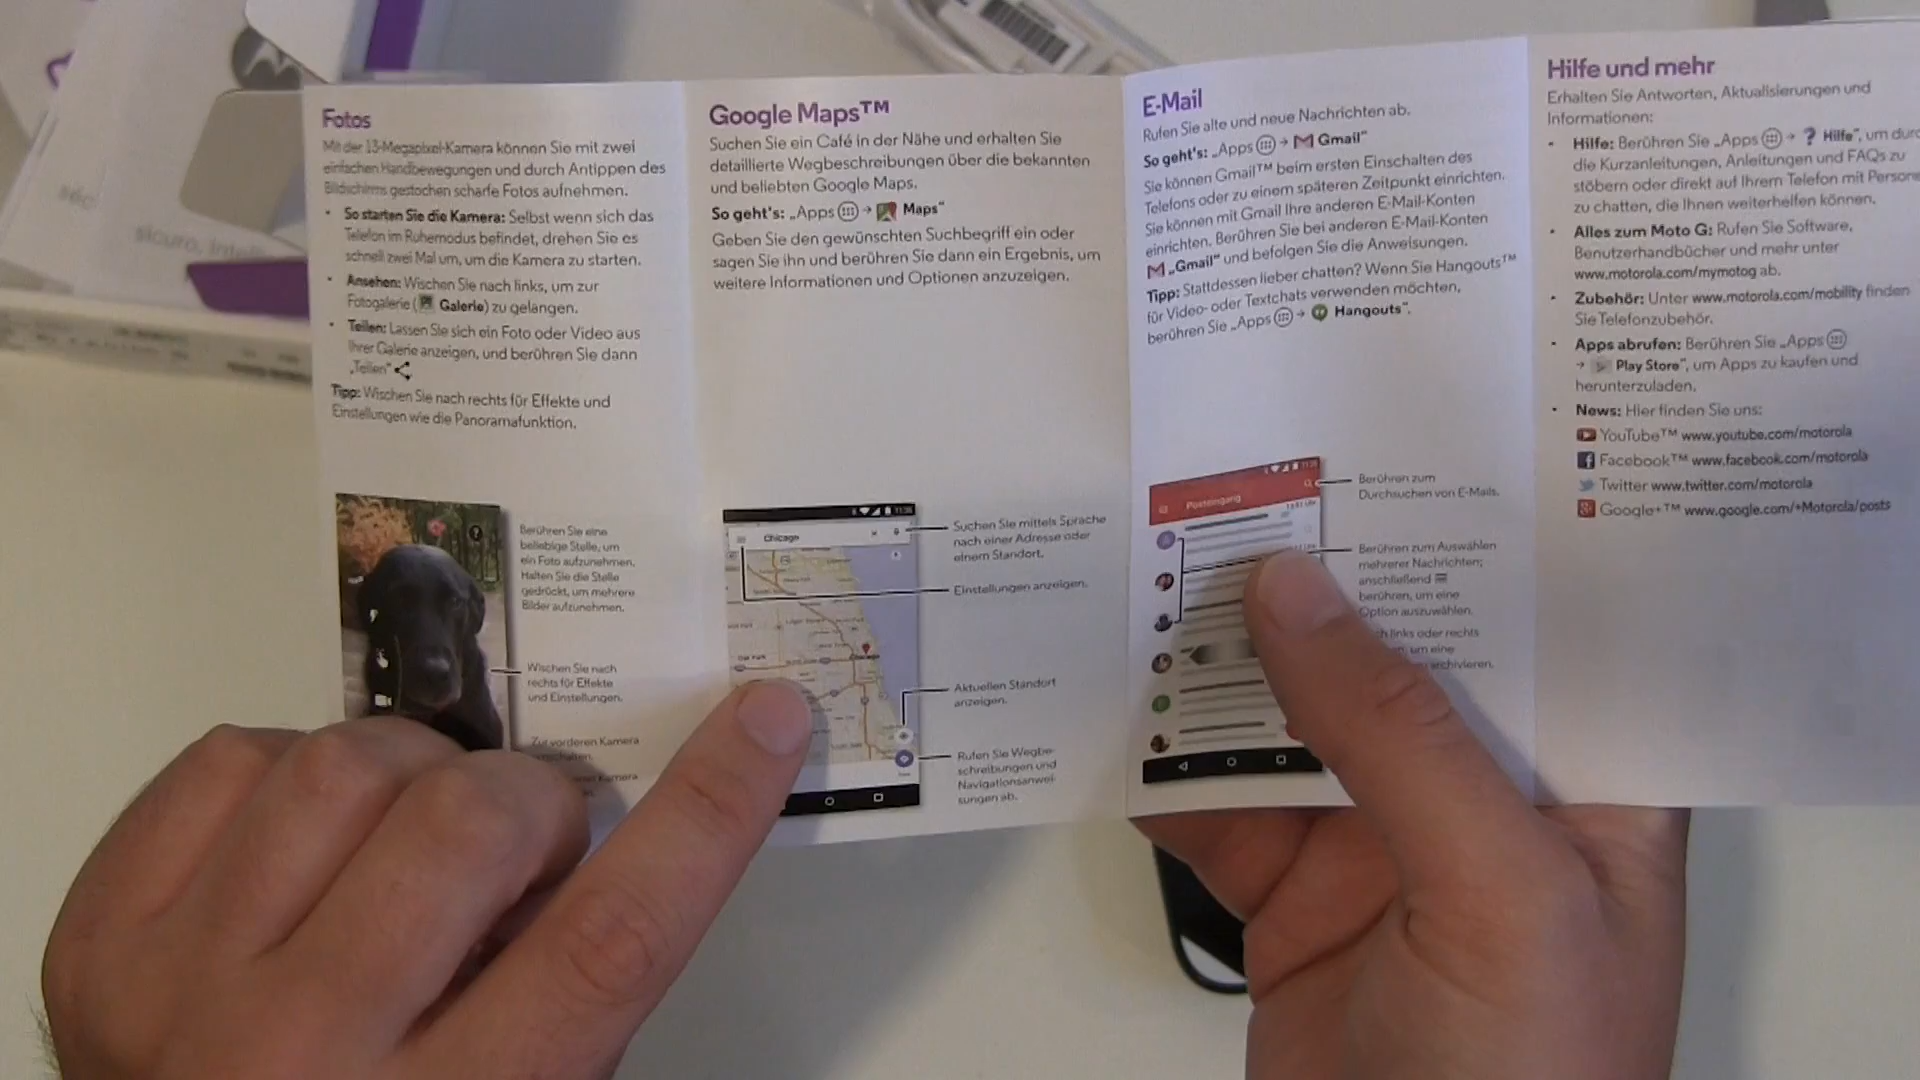 Fotos
Mit der 13-Megapixel-Kamera können Sie mit zwei
einfachen Handbewegungen und durch Antippen des
Bildschirms gestochen scharfe Fotos aufnehmen.
• So starten Sie die Kamera: Selbst wenn sich das
Telefon im Ruhemodus befindet, drehen Sie es
schnell zwei Mal um, um die Kamera zu starten.
• Ansehen: Wischen Sie nach links, um zur
Fotogalerie (Galerie) zu gelangen.
• Teilen: Lassen Sie sich ein Foto oder Video aus
Ihrer Galerie anzeigen, und berühren Sie dann
„Teilen"
Tipp: Wischen Sie nach rechts für Effekte und
Einstellungen wie die Panoramafunktion.
Berühren Sie eine
beliebige Stelle, um
ein Foto aufzunehmen.
Halten Sie die Stelle
gedrückt, um mehrere
Bilder aufzunehmen.
Wischen Sie nach
rechts für Effekte
und Einstellungen.
Zur vorderen Kamera
Kamera
Google Maps™
Suchen Sie ein Café in der Nähe und erhalten Sie
detaillierte Wegbeschreibungen über die bekannten
und beliebten Google Maps.
So geht's: „Apps → Maps"
Geben Sie den gewünschten Suchbegriff ein oder
sagen Sie ihn und berühren Sie dann ein Ergebnis, um
weitere Informationen und Optionen anzuzeigen.
11:35
Chicago
Chicago
Suchen Sie mittels Sprache
nach einer Adresse oder
einem Standort.
Einstellungen anzeigen.
Aktuellen Standort
anzeigen.
Rufen Sie Wegbe-
schreibungen und
Navigationsanwei-
sungen ab.
E-Mail
Rufen Sie alte und neue Nachrichten ab.
So geht's: „Apps → Gmail"
Sie können Gmail™ beim ersten Einschalten des
Telefons oder zu einem späteren Zeitpunkt einrichten.
Sie können mit Gmail Ihre anderen E-Mail-Konten
einrichten. Berühren Sie bei anderen E-Mail-Konten
„Gmail" und befolgen Sie die Anweisungen.
Tipp: Stattdessen lieber chatten? Wenn Sie Hangouts™
für Video- oder Textchats verwenden möchten,
berühren Sie „Apps → Hangouts".
Posteingang
Berühren zum
Durchsuchen von E-Mails.
Berühren zum Auswählen
mehrerer Nachrichten;
anschließend
berühren, um eine
Option auszuwählen.
links oder rechts
um eine
archivieren.
Hilfe und mehr
Erhalten Sie Antworten, Aktualisierungen und
Informationen:
• Hilfe: Berühren Sie „Apps → ? Hilfe", um durc
die Kurzanleitungen, Anleitungen und FAQs zu
stöbern oder direkt auf Ihrem Telefon mit Persone
zu chatten, die Ihnen weiterhelfen können.
• Alles zum Moto G: Rufen Sie Software,
Benutzerhandbücher und mehr unter
www.motorola.com/mymotog ab.
• Zubehör: Unter www.motorola.com/mobility finden
Sie Telefonzubehör.
• Apps abrufen: Berühren Sie „Apps
→ Play Store", um Apps zu kaufen und
herunterzuladen.
• News: Hier finden Sie uns:
YouTube™ www.youtube.com/motorola
Facebook™ www.facebook.com/motorola
Twitter www.twitter.com/motorola
Google+™ www.google.com/+Motorola/posts
sicuro,